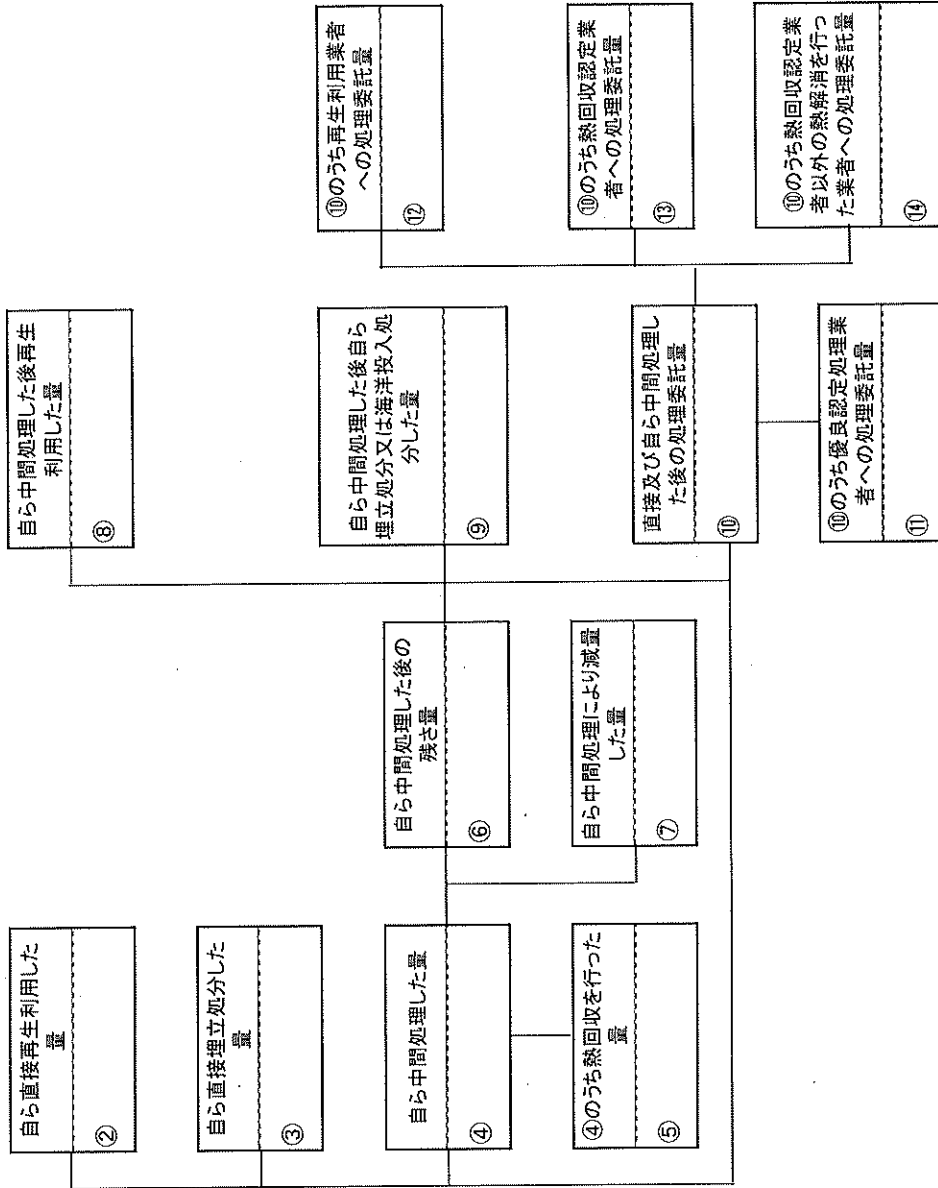 自ら直接再生利用した
量
②
自ら直接埋立処分した
量
③
自ら中間処理した量
④
④のうち熱回収を行った
量
⑤
自ら中間処理した後の
残さ量
⑥
自ら中間処理により減量
した量
⑦
自ら中間処理した後再生
利用した量
⑧
自ら中間処理した後自ら
埋立処分又は海洋投入処
分した量
⑨
直接及び自ら中間処理し
た後の処理委託量
⑩
⑩のうち優良認定処理業
者への処理委託量
⑪
⑩のうち再生利用業者
への処理委託量
⑫
⑩のうち熱回収認定業
者への処理委託量
⑬
⑩のうち熱回収認定業
者以外の熱解消を行っ
た業者への処理委託量
⑭